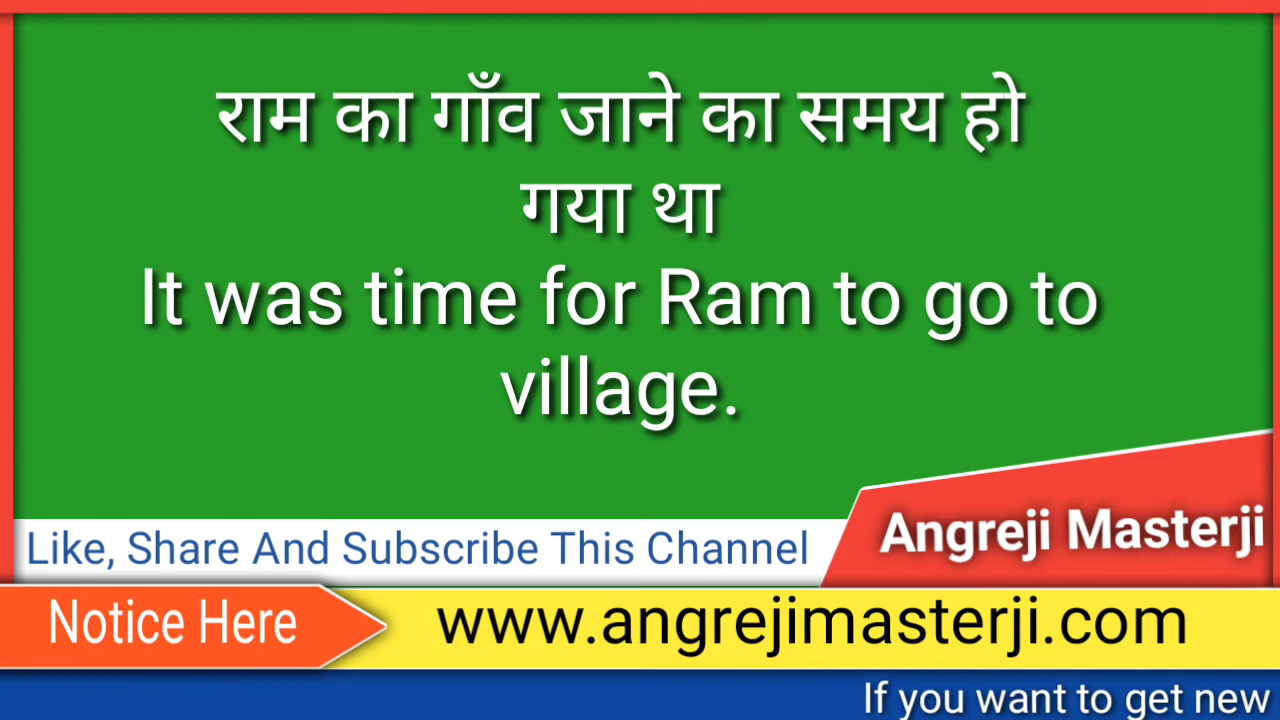 राम का गाँव जाने का समय हो
गया था
It was time for Ram to go to
village.
Angreji Masterji
Like, Share And Subscribe This Channel
Notice Here
www.angrejimasterji.com
If you want to get new